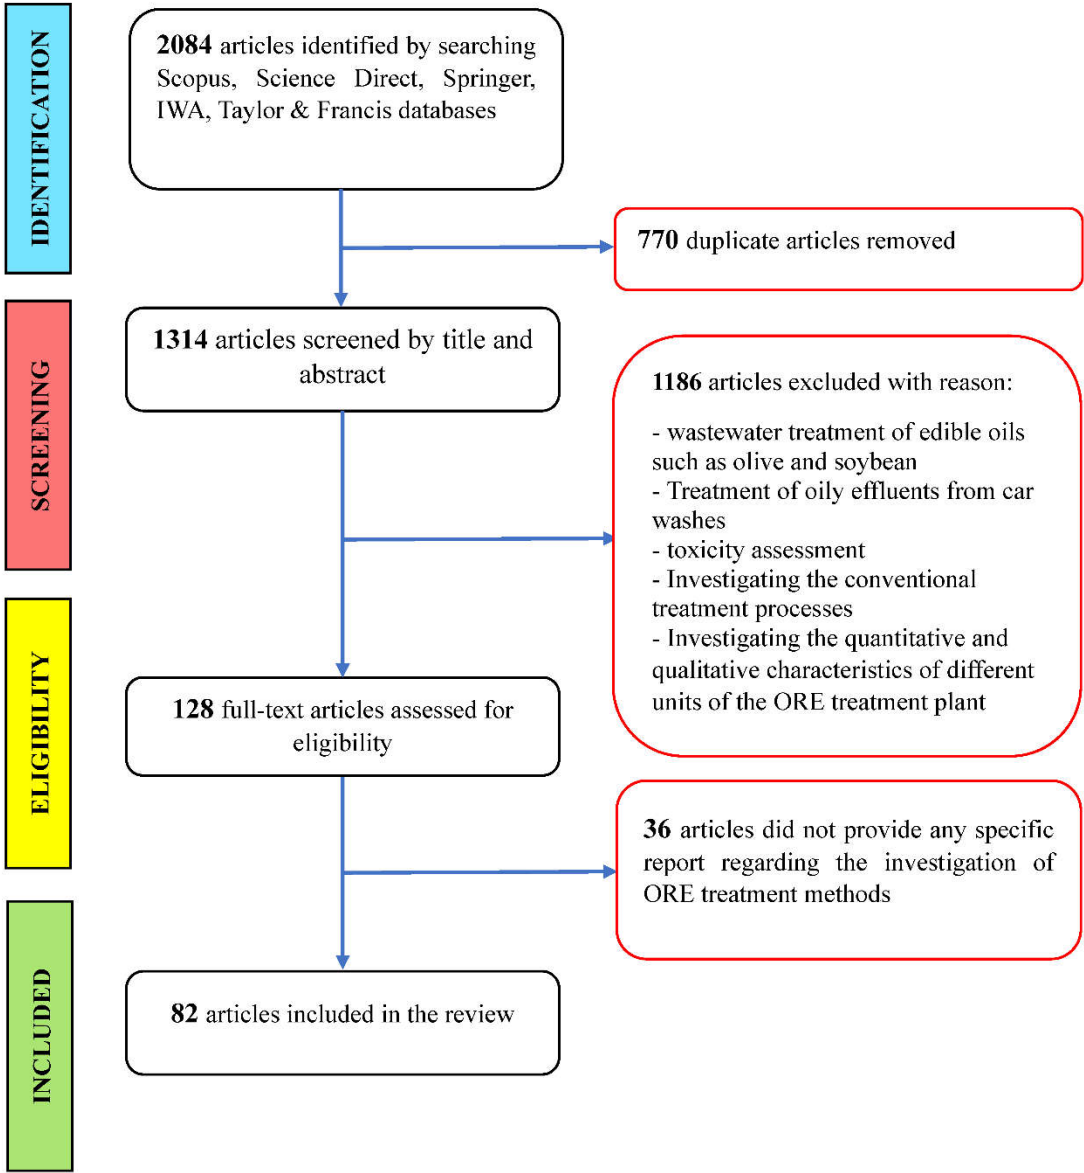 IDENTIFICATION
2084 articles identified by searching
Scopus, Science Direct, Springer,
IWA, Taylor & Francis databases
770 duplicate articles removed
SCREENING
1314 articles screened by title and
abstract
1186 articles excluded with reason:
- wastewater treatment of edible oils
such as olive and soybean
- Treatment of oily effluents from car
washes
- toxicity assessment
- Investigating the conventional
treatment processes
- Investigating the quantitative and
qualitative characteristics of different
units of the ORE treatment plant
ELIGIBILITY
128 full-text articles assessed for
eligibility
36 articles did not provide any specific
report regarding the investigation of
ORE treatment methods
INCLUDED
82 articles included in the review